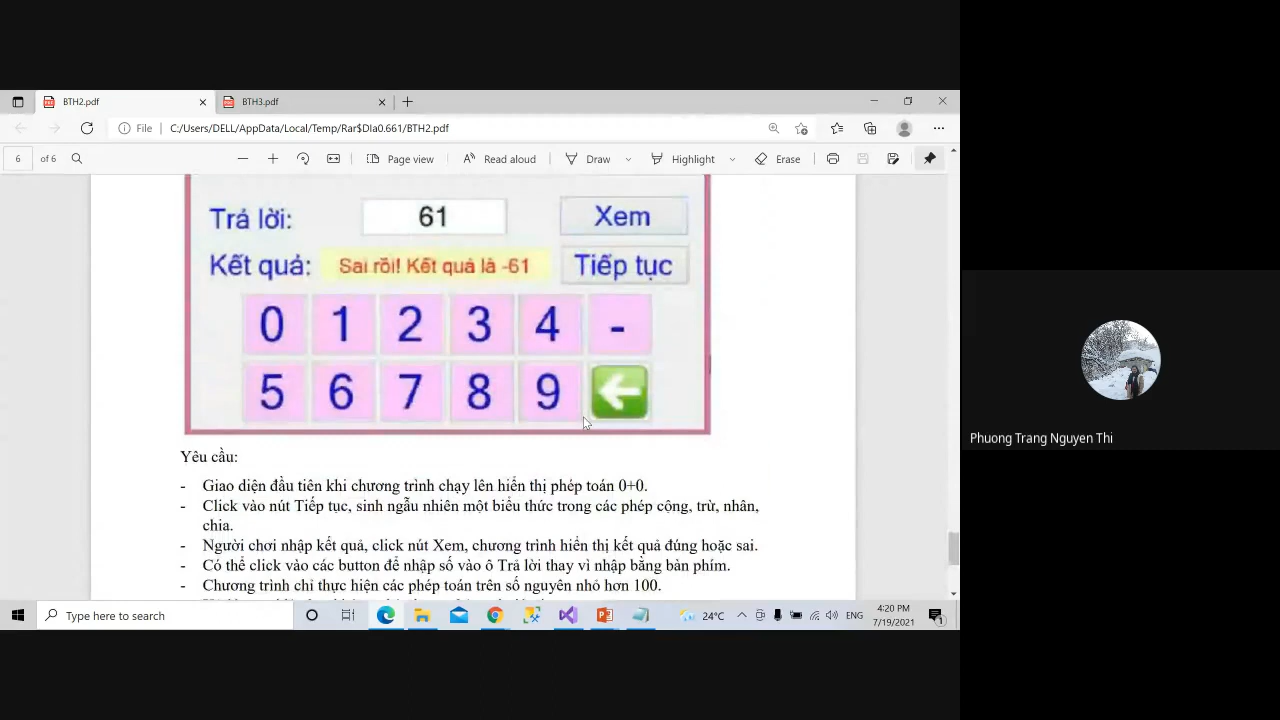 BTH2.pdf
BTH3.pdf
File
C:/Users/DELL/AppData/Local/Temp/Rar$DIa0.661/BTH2.pdf
6 of 6
Page view
Read aloud
Draw
Highlight
Erase
Trả lời: 61 Xem
Kết quả: Sai rồi! Kết quả là -61 Tiếp tục
0 1 2 3 4 -
5 6 7 8 9
Yêu cầu:
- Giao diện đầu tiên khi chương trình chạy lên hiển thị phép toán 0+0.
- Click vào nút Tiếp tục, sinh ngẫu nhiên một biểu thức trong các phép cộng, trừ, nhân,
chia.
- Người chơi nhập kết quả, click nút Xem, chương trình hiển thị kết quả đúng hoặc sai.
- Có thể click vào các button để nhập số vào ô Trả lời thay vì nhập bằng bàn phím.
- Chương trình chỉ thực hiện các phép toán trên số nguyên nhỏ hơn 100.
Phuong Trang Nguyen Thi
Type here to search
24°C
ENG
4:20 PM
7/19/2021
1